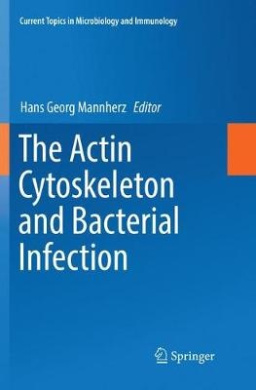 Current Topics in Microbiology and Immunology
Hans Georg Mannherz Editor
The Actin
Cytoskeleton
and Bacterial
Infection
Springer